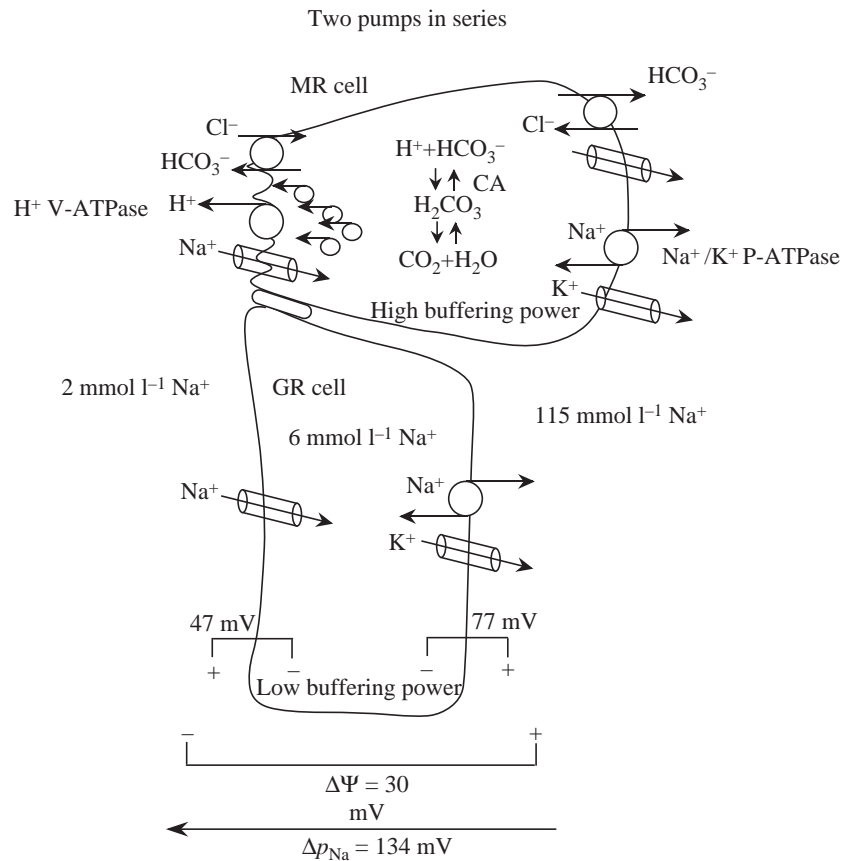 Two pumps in series
MR cell
HCO₃⁻
Cl⁻
Cl⁻
HCO₃⁻
H⁺+HCO₃⁻
CA
H⁺ V-ATPase
H⁺
H₂CO₃
Na⁺
Na⁺
CO₂+H₂O
Na⁺/K⁺ P-ATPase
K⁺
High buffering power
2 mmol l⁻¹ Na⁺
GR cell
115 mmol l⁻¹ Na⁺
6 mmol l⁻¹ Na⁺
Na⁺
Na⁺
K⁺
47 mV
77 mV
+
−
−
+
Low buffering power
−
+
ΔΨ = 30
mV
Δp_Na = 134 mV